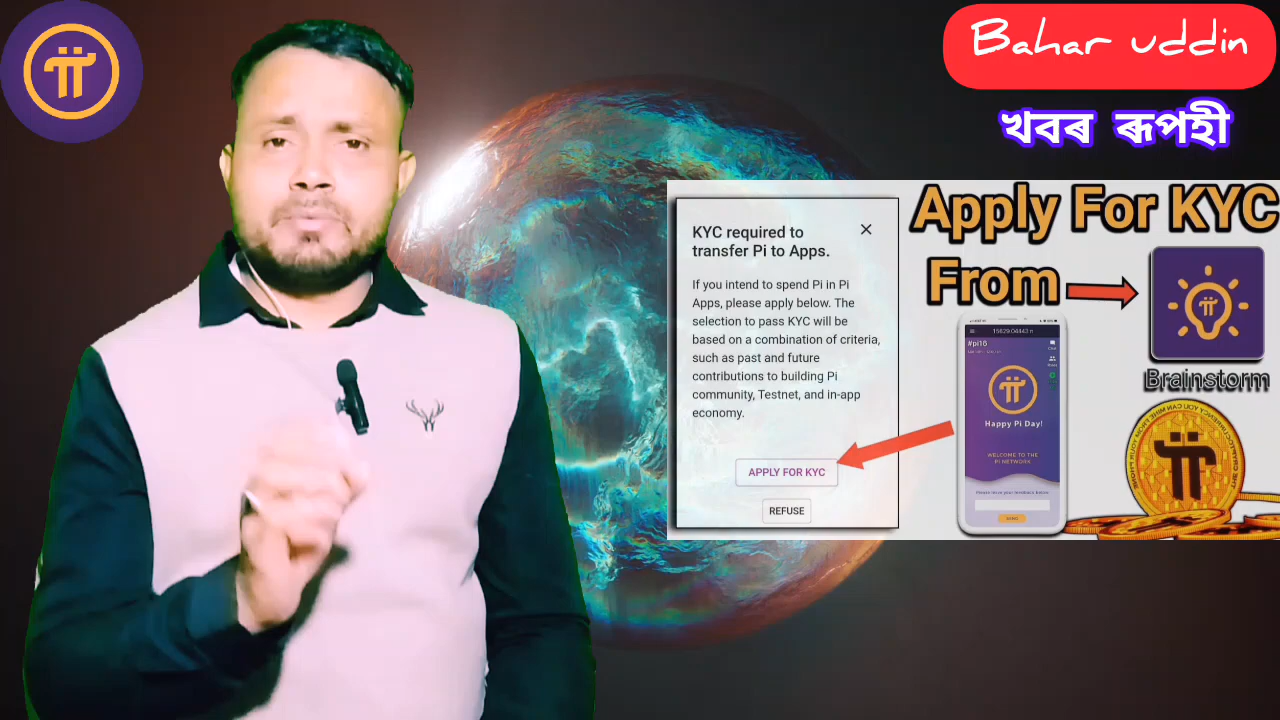 Bahar uddin
খবৰ ৰূপহী
KYC required to
transfer Pi to Apps.
If you intend to spend Pi in Pi
Apps, please apply below. The
selection to pass KYC will be
based on a combination of criteria,
such as past and future
contributions to building Pi
community, Testnet, and in-app
economy.
APPLY FOR KYC
REFUSE
Apply For KYC
From
Brainstorm
#pi18
Happy Pi Day!
WELCOME TO THE
PI NETWORK